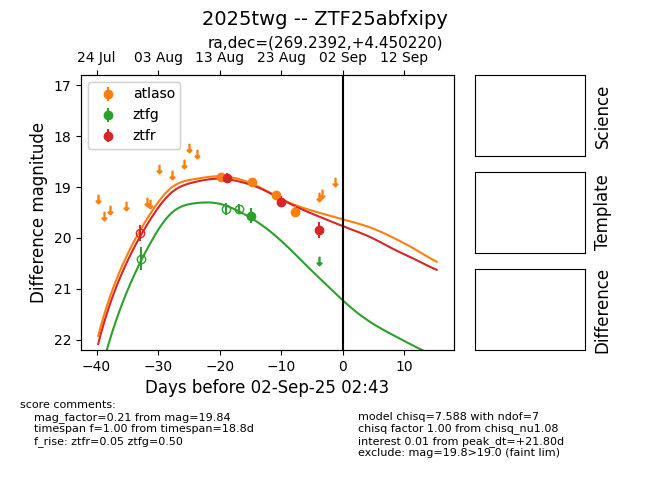 2025twg -- ZTF25abfxipy
ra,dec=(269.2392,+4.450220)
24 Jul 03 Aug 13 Aug 23 Aug 02 Sep 12 Sep
17
18
19
20
21
22
Difference magnitude
atlaso
ztfg
ztfr
−40 −30 −20 −10 0 10
Days before 02-Sep-25 02:43
Science
Template
Difference
score comments:
mag_factor=0.21 from mag=19.84
timespan f=1.00 from timespan=18.8d
f_rise: ztfr=0.05 ztfg=0.50
model chisq=7.588 with ndof=7
chisq factor 1.00 from chisq_nu1.08
interest 0.01 from peak_dt=+21.80d
exclude: mag=19.8>19.0 (faint lim)